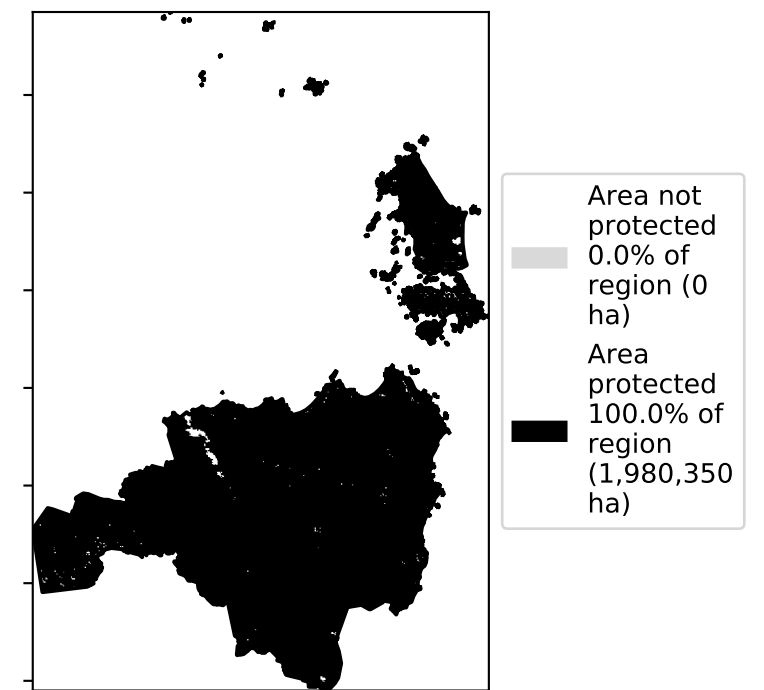 Area not
protected
0.0% of
region (0
ha)
Area
protected
100.0% of
region
(1,980,350
ha)